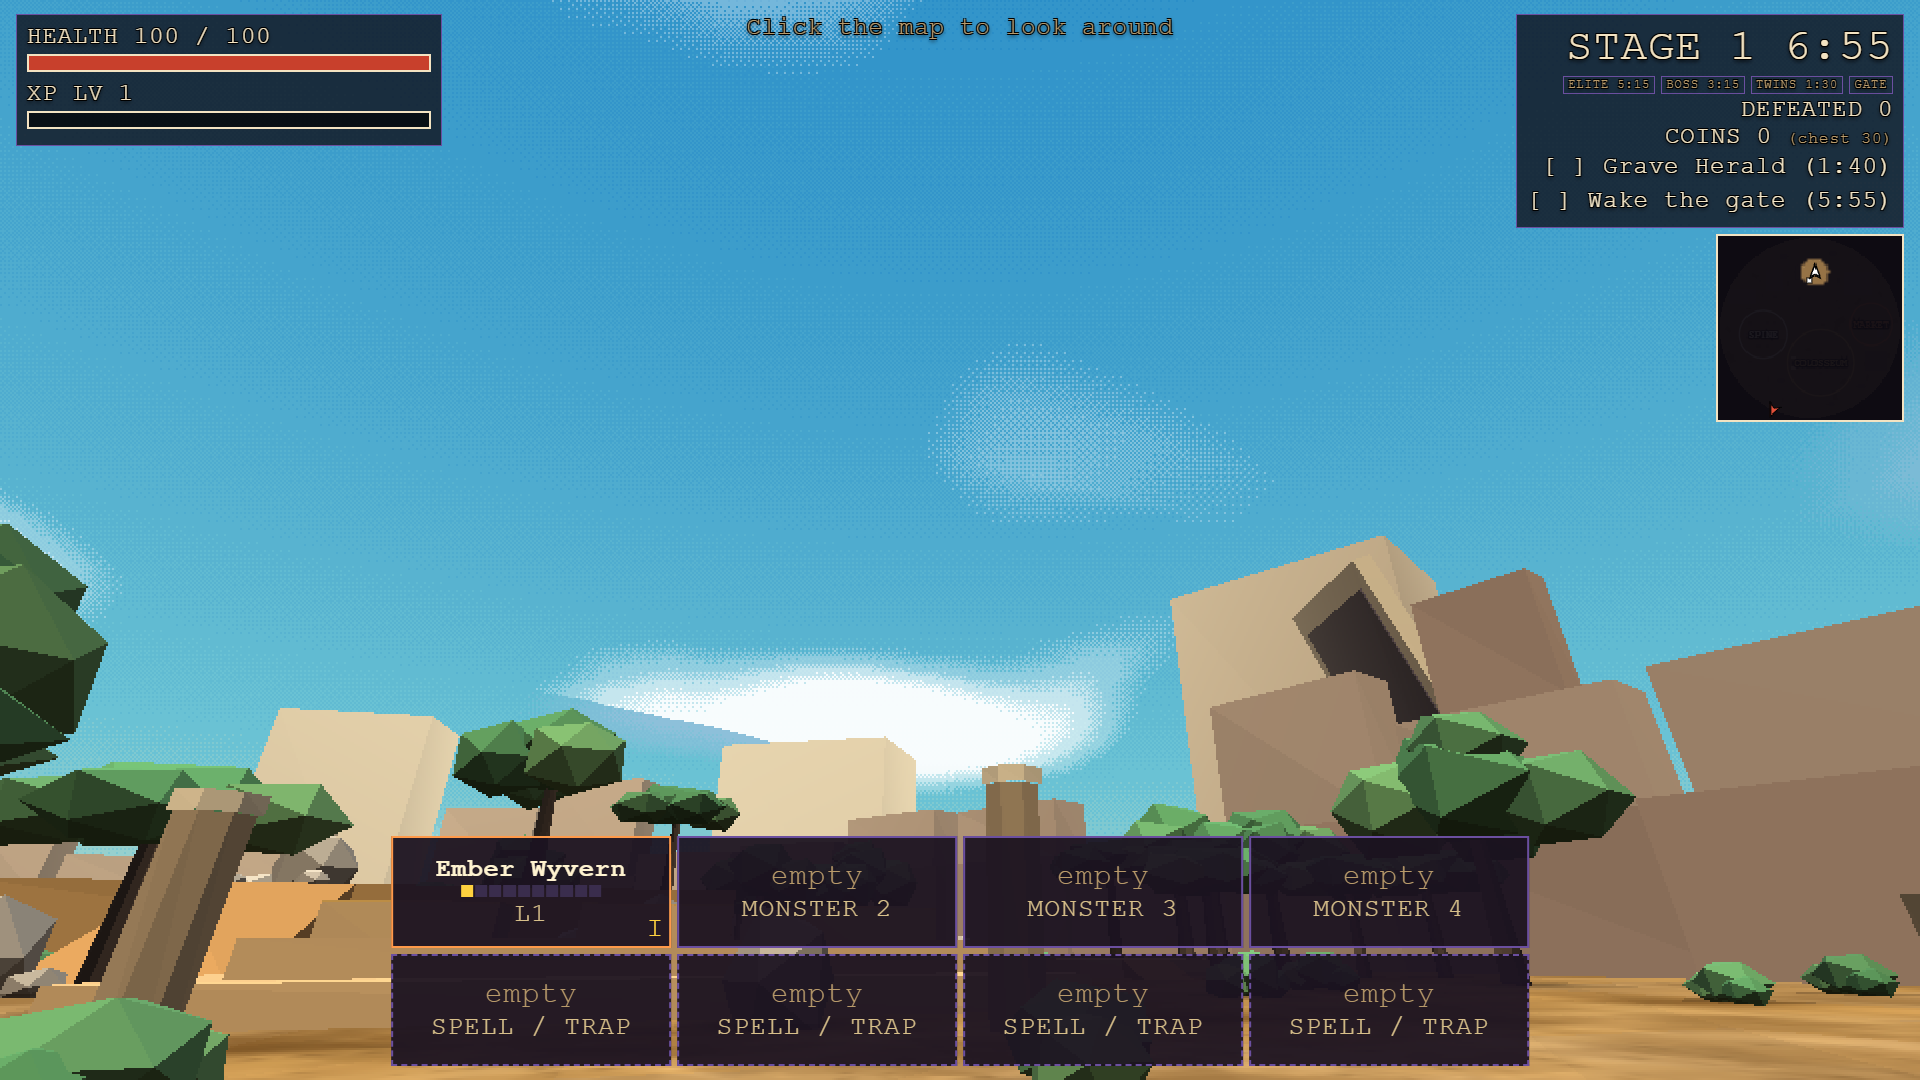 HEALTH 100 / 100
XP LV 1
Click the map to look around
STAGE 1 6:55
ELITE 5:15 BOSS 3:15 TWINS 1:30 GATE
DEFEATED 0
COINS 0 (chest 30)
[ ] Grave Herald (1:40)
[ ] Wake the gate (5:55)
Ember Wyvern
L1
I
empty
MONSTER 2
empty
MONSTER 3
empty
MONSTER 4
empty
SPELL / TRAP
empty
SPELL / TRAP
empty
SPELL / TRAP
empty
SPELL / TRAP